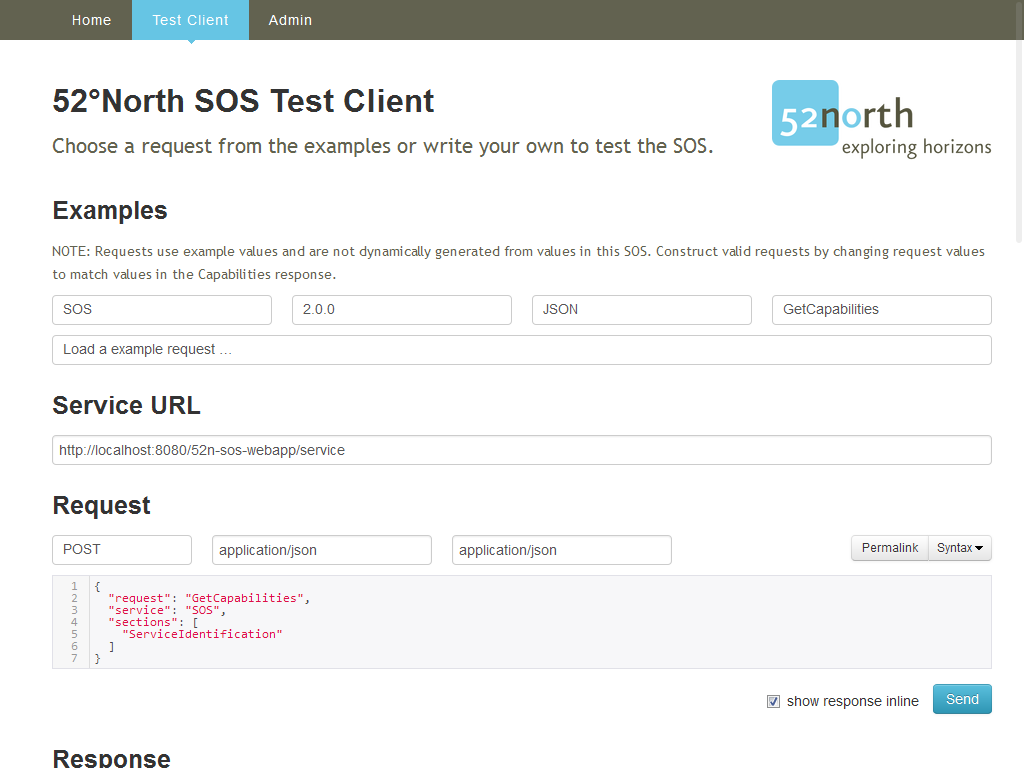 Home Test Client Admin
52°North SOS Test Client
52north
exploring horizons
Choose a request from the examples or write your own to test the SOS.
Examples
NOTE: Requests use example values and are not dynamically generated from values in this SOS. Construct valid requests by changing request values
to match values in the Capabilities response.
SOS 2.0.0 JSON GetCapabilities
Load a example request ...
Service URL
http://localhost:8080/52n-sos-webapp/service
Request
POST application/json application/json Permalink Syntax
1 {
2 "request": "GetCapabilities",
3 "service": "SOS",
4 "sections": [
5 "ServiceIdentification"
6 ]
7 }
show response inline Send
Response